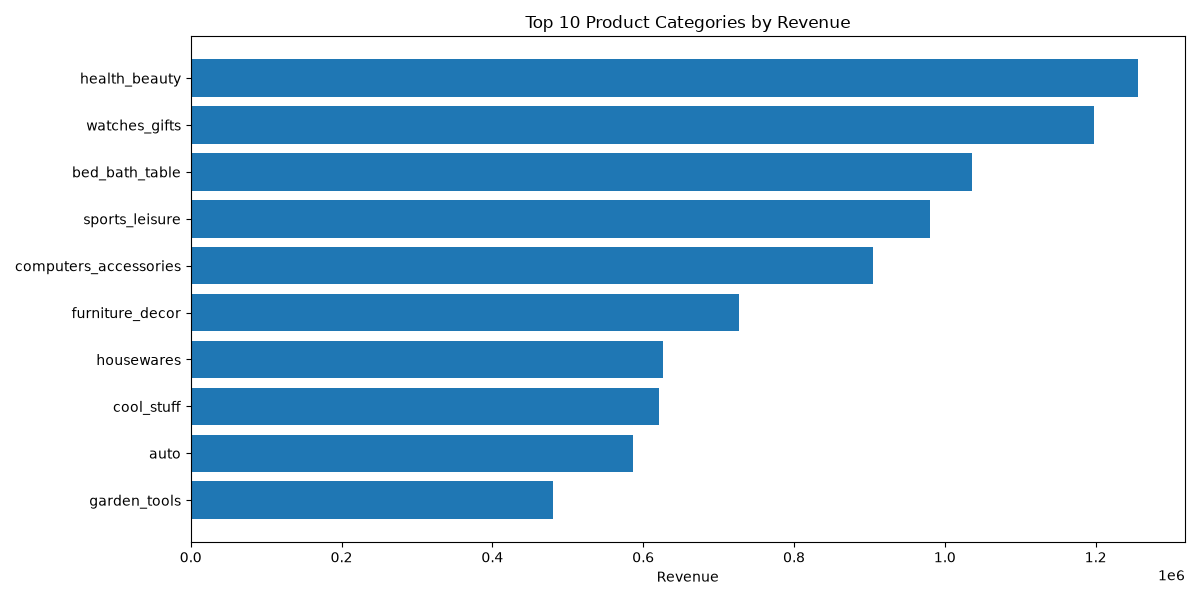 Top 10 Product Categories by Revenue
health_beauty
watches_gifts
bed_bath_table
sports_leisure
computers_accessories
furniture_decor
housewares
cool_stuff
auto
garden_tools
0.0 0.2 0.4 0.6 0.8 1.0 1.2
1e6
Revenue